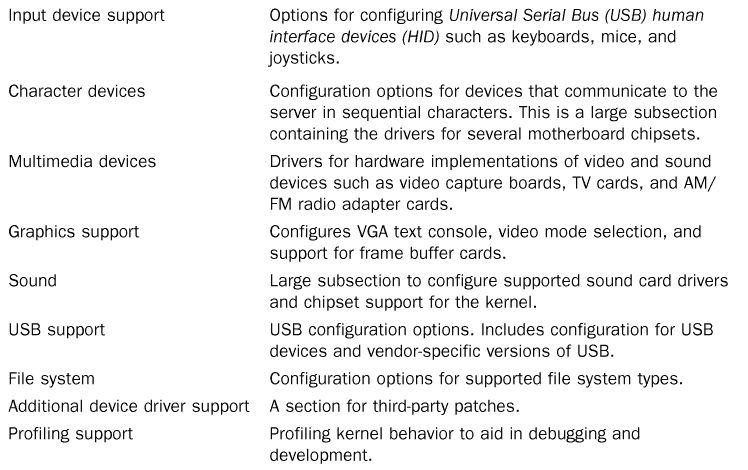 Input device support Options for configuring Universal Serial Bus (USB) human
interface devices (HID) such as keyboards, mice, and
joysticks.
Character devices Configuration options for devices that communicate to the
server in sequential characters. This is a large subsection
containing the drivers for several motherboard chipsets.
Multimedia devices Drivers for hardware implementations of video and sound
devices such as video capture boards, TV cards, and AM/
FM radio adapter cards.
Graphics support Configures VGA text console, video mode selection, and
support for frame buffer cards.
Sound Large subsection to configure supported sound card drivers
and chipset support for the kernel.
USB support USB configuration options. Includes configuration for USB
devices and vendor-specific versions of USB.
File system Configuration options for supported file system types.
Additional device driver support A section for third-party patches.
Profiling support Profiling kernel behavior to aid in debugging and
development.